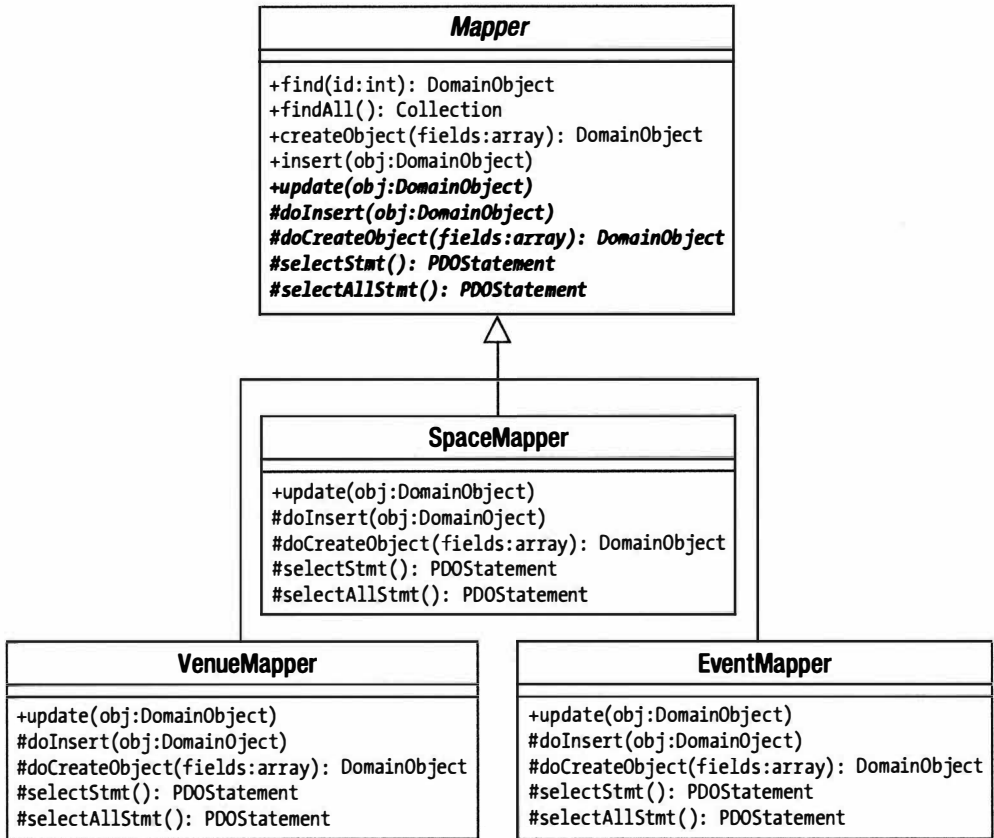 Mapper
+find(id:int): DomainObject
+findAll(): Collection
+createObject(fields:array): DomainObject
+insert(obj:DomainObject)
+update(obj:DomainObject)
#doInsert(obj:DomainObject)
#doCreateObject(fields:array): DomainObject
#selectStmt(): PDOStatement
#selectAllStmt(): PDOStatement
SpaceMapper
+update(obj:DomainObject)
#doInsert(obj:DomainOject)
#doCreateObject(fields:array): DomainObject
#selectStmt(): PDOStatement
#selectAllStmt(): PDOStatement
VenueMapper
+update(obj:DomainObject)
#doInsert(obj:DomainOject)
#doCreateObject(fields:array): DomainObject
#selectStmt(): PDOStatement
#selectAllStmt(): PDOStatement
EventMapper
+update(obj:DomainObject)
#doInsert(obj:DomainOject)
#doCreateObject(fields:array): DomainObject
#selectStmt(): PDOStatement
#selectAllStmt(): PDOStatement